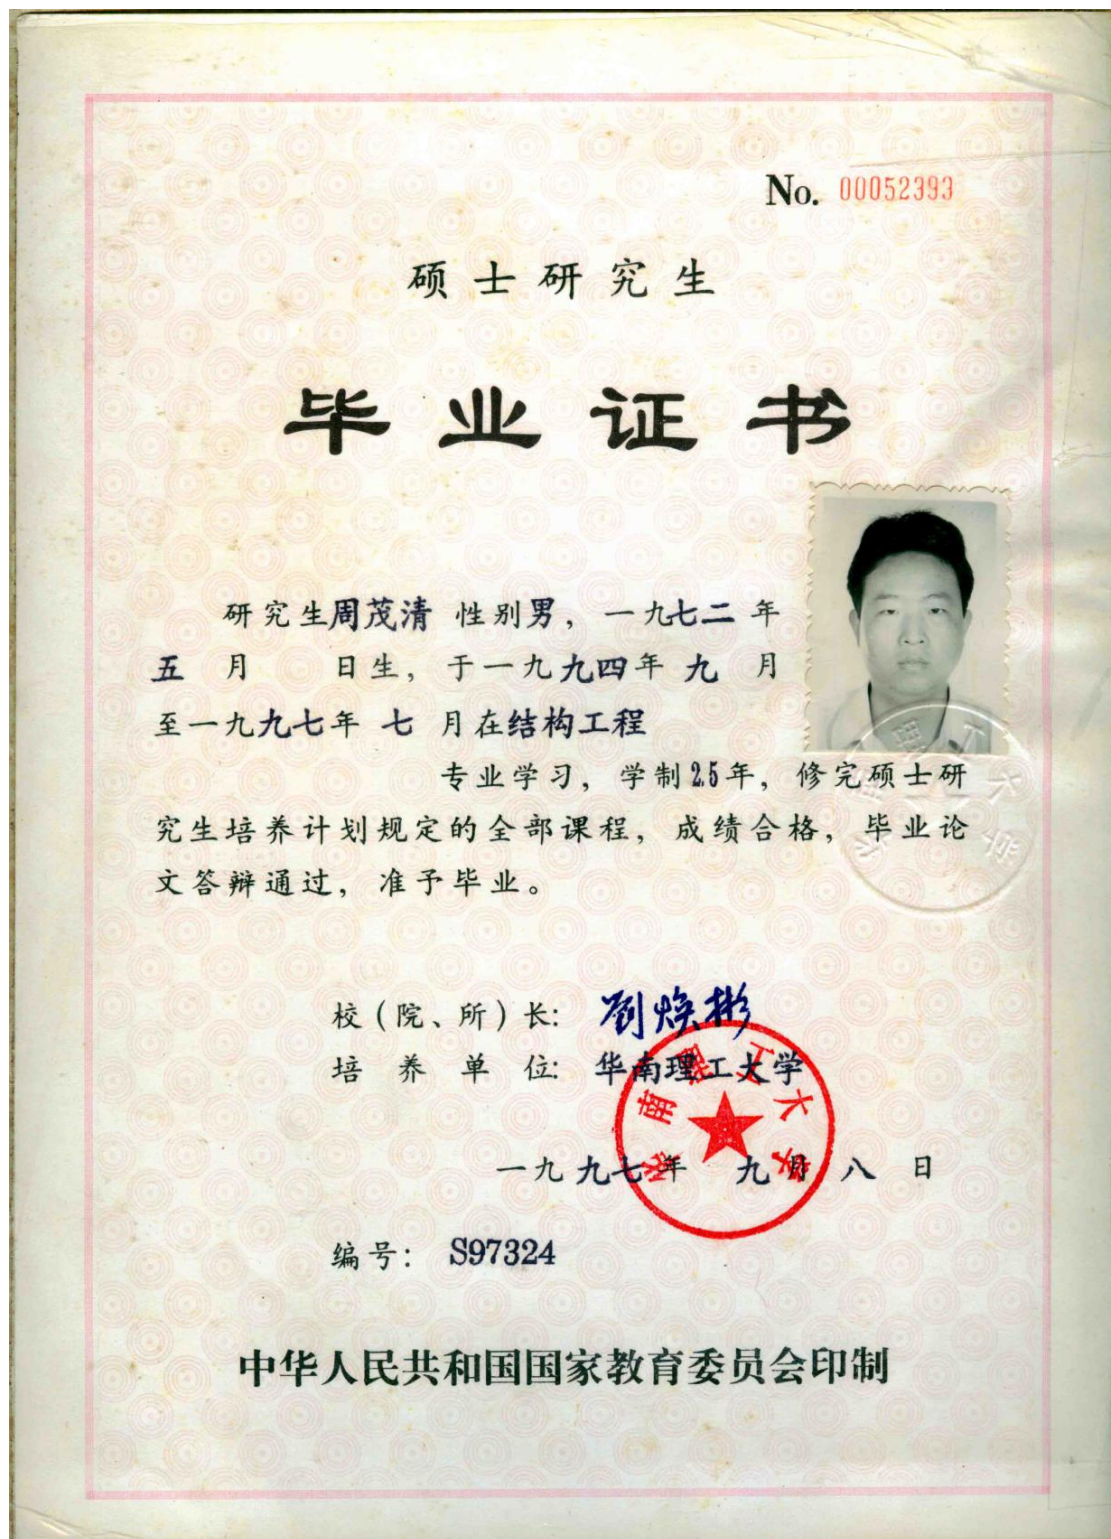 No. 00052393
硕士研究生
毕业证书
研究生周茂清 性别男，一九七二年
五 月 日生，于一九九四年 九 月
至一九九七年 七 月在结构工程
专业学习，学制2.5年，修完硕士研
究生培养计划规定的全部课程，成绩合格，毕业论
文答辩通过，准予毕业。
校（院、所）长：劉焕彬
培养单位：华南理工大学
华南理工大学
一九九七年 九月八日
编号：S97324
中华人民共和国国家教育委员会印制